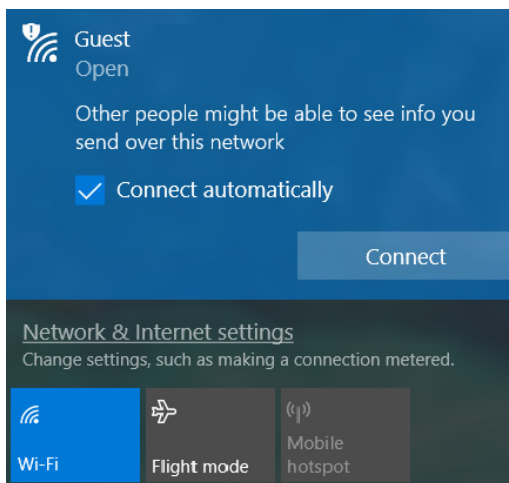 Guest
Open
Other people might be able to see info you
send over this network
Connect automatically
Connect
Network & Internet settings
Change settings, such as making a connection metered.
Wi-Fi
Flight mode
Mobile
hotspot